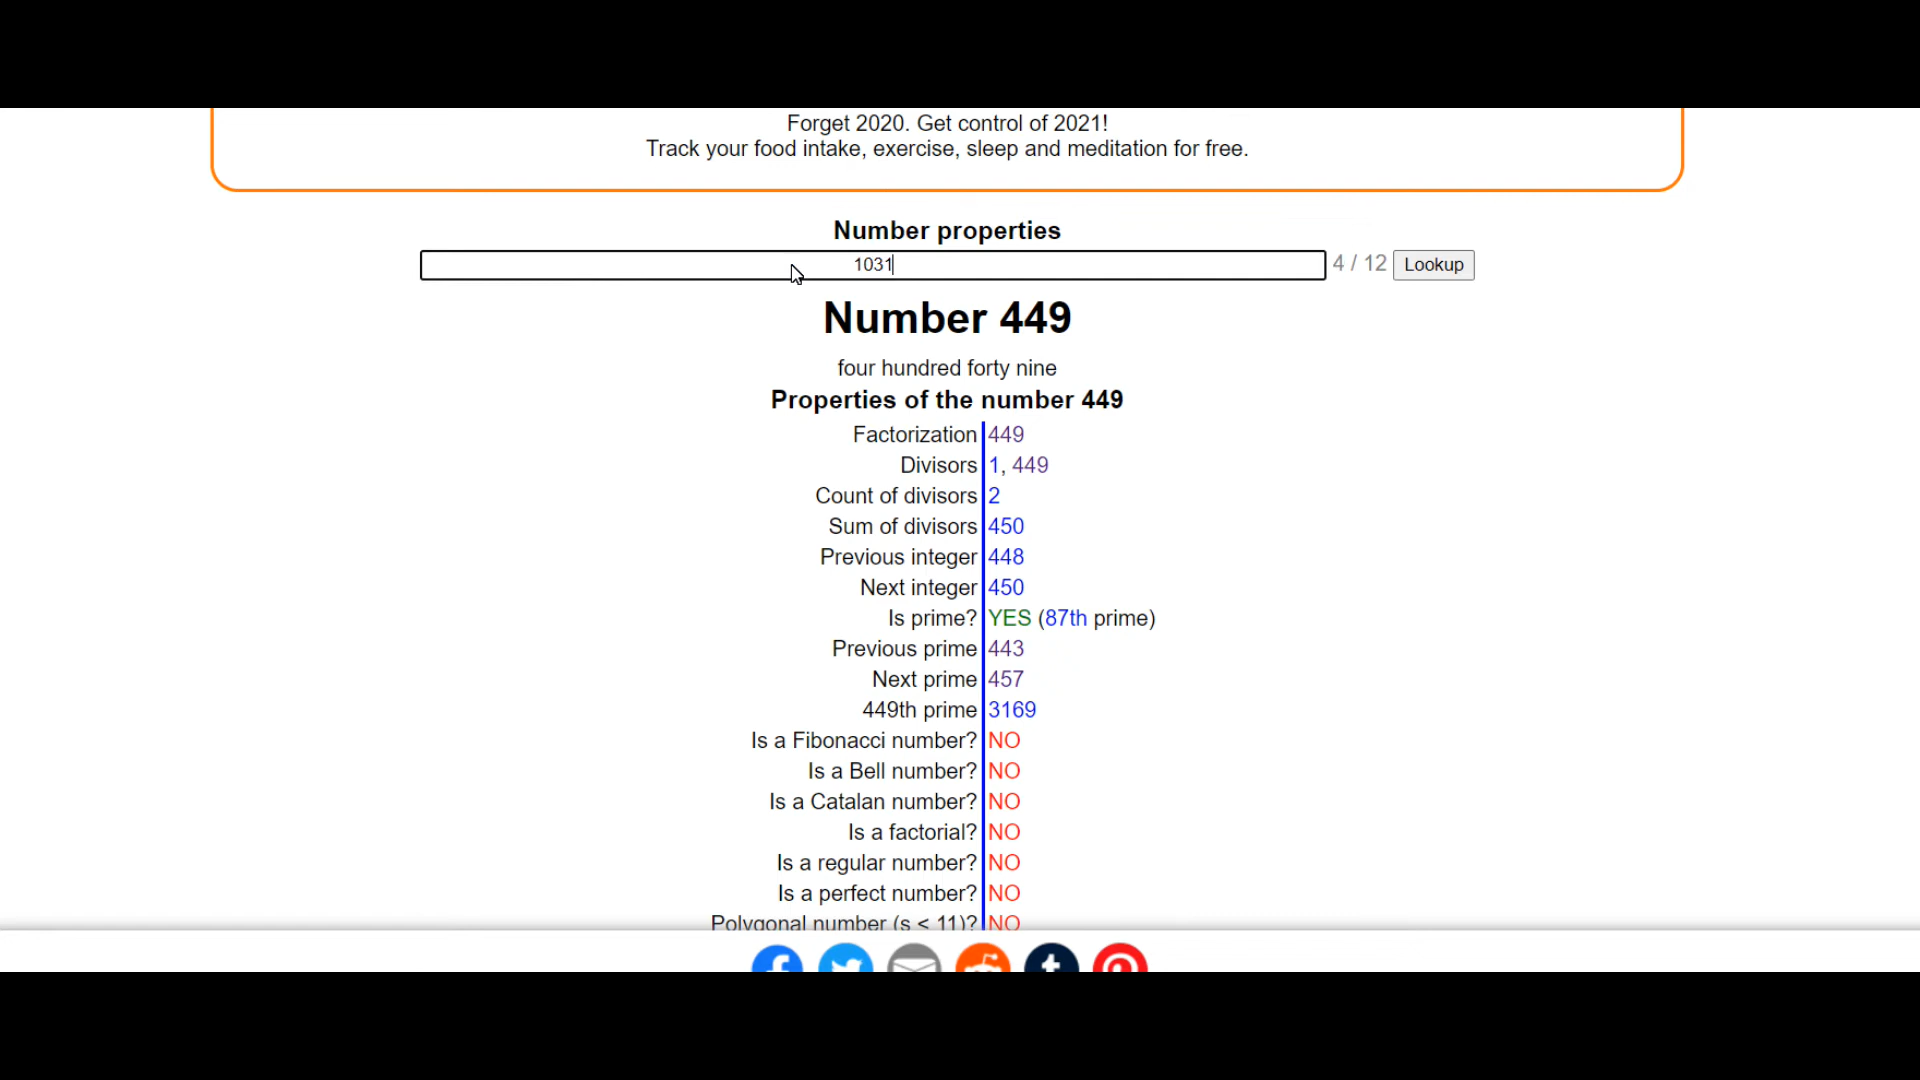 Forget 2020. Get control of 2021!
Track your food intake, exercise, sleep and meditation for free.
Number properties
1031 4 / 12 Lookup
Number 449
four hundred forty nine
Properties of the number 449
Factorization 449
Divisors 1, 449
Count of divisors 2
Sum of divisors 450
Previous integer 448
Next integer 450
Is prime? YES (87th prime)
Previous prime 443
Next prime 457
449th prime 3169
Is a Fibonacci number? NO
Is a Bell number? NO
Is a Catalan number? NO
Is a factorial? NO
Is a regular number? NO
Is a perfect number? NO
Polygonal number (s < 11)? NO